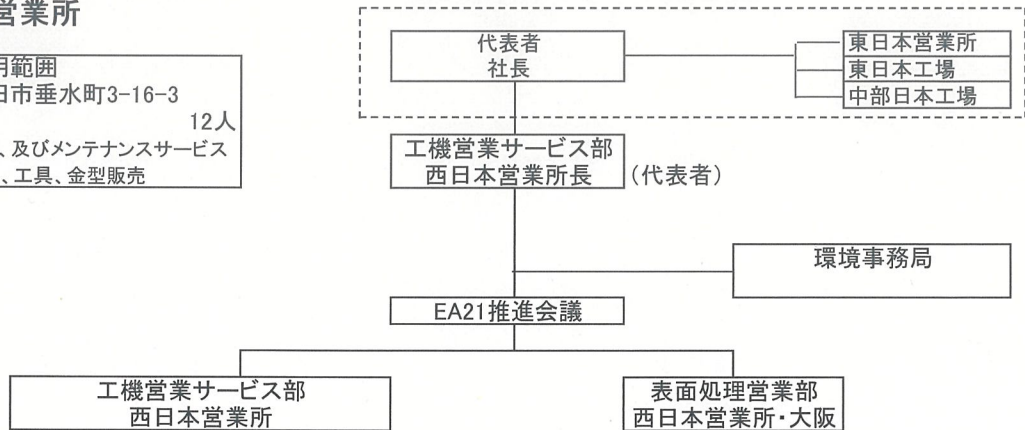 営業所
用範囲
田市垂水町3-16-3
12人
、及びメンテナンスサービス
、工具、金型販売
代表者
社長
東日本営業所
東日本工場
中部日本工場
工機営業サービス部
西日本営業所長
(代表者)
環境事務局
EA21推進会議
工機営業サービス部
西日本営業所
表面処理営業部
西日本営業所・大阪